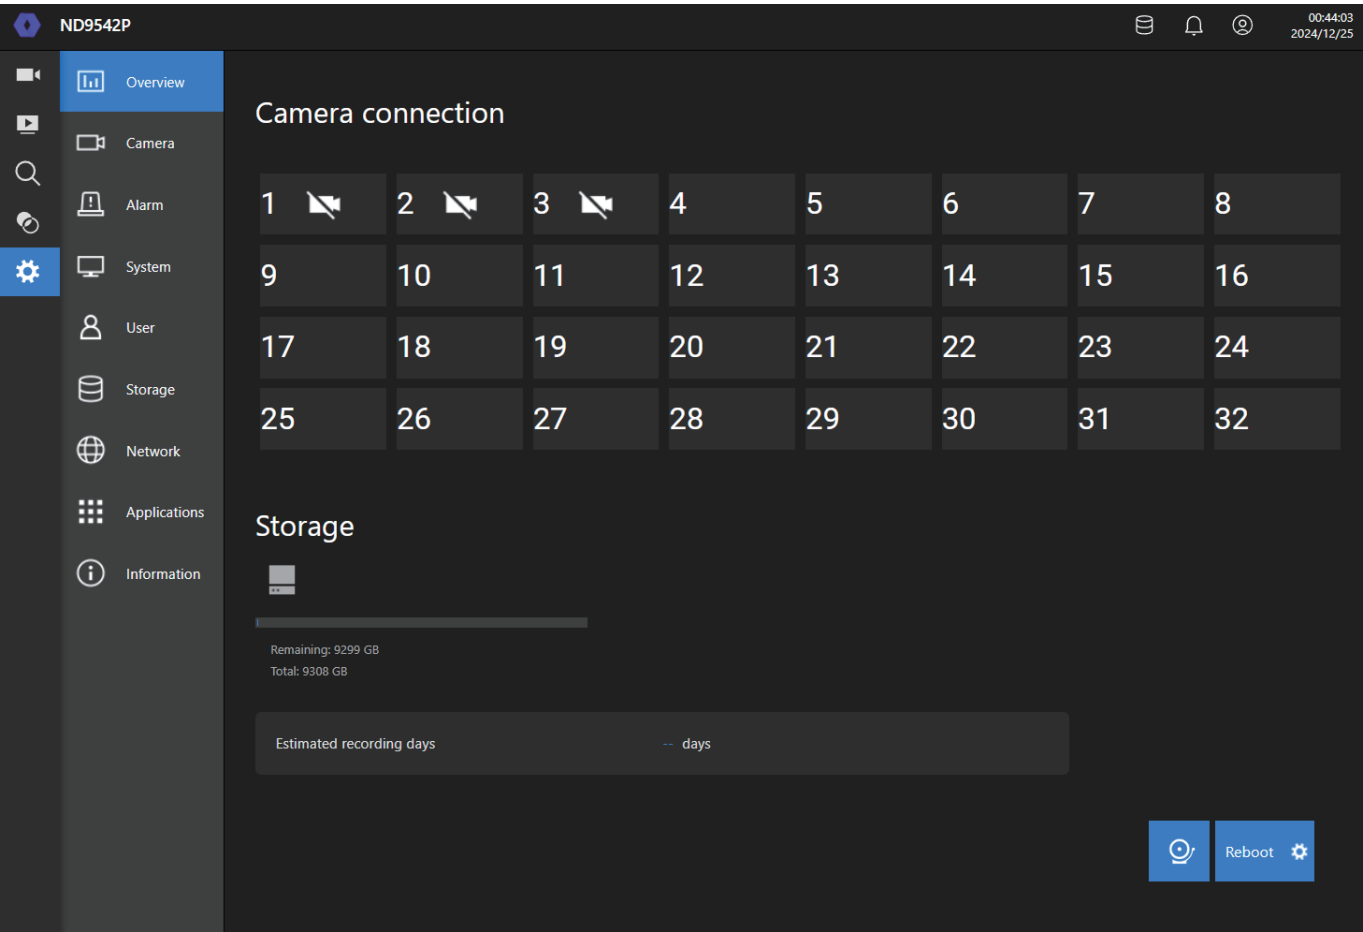 ND9542P
00:44:03
2024/12/25
Overview
Camera
Alarm
System
User
Storage
Network
Applications
Information
Camera connection
1 2 3 4 5 6 7 8
9 10 11 12 13 14 15 16
17 18 19 20 21 22 23 24
25 26 27 28 29 30 31 32
Storage
Remaining: 9299 GB
Total: 9308 GB
Estimated recording days -- days
Reboot